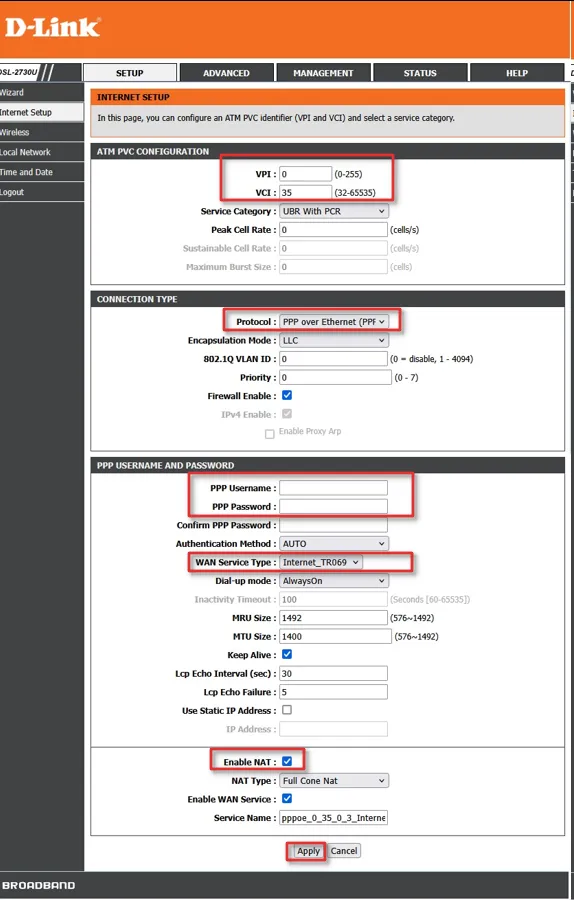 D-Link
DSL-2730U
SETUP ADVANCED MANAGEMENT STATUS HELP
Wizard
Internet Setup
Wireless
Local Network
Time and Date
Logout
INTERNET SETUP
In this page, you can configure an ATM PVC identifier (VPI and VCI) and select a service category.
ATM PVC CONFIGURATION
VPI : 0 (0-255)
VCI : 35 (32-65535)
Service Category : UBR With PCR
Peak Cell Rate : 0 (cells/s)
Sustainable Cell Rate : 0 (cells/s)
Maximum Burst Size : 0 (cells)
CONNECTION TYPE
Protocol : PPP over Ethernet (PPP
Encapsulation Mode : LLC
802.1Q VLAN ID : 0 (0 = disable, 1 - 4094)
Priority : 0 (0 - 7)
Firewall Enable :
IPv4 Enable :
Enable Proxy Arp
PPP USERNAME AND PASSWORD
PPP Username :
PPP Password :
Confirm PPP Password :
Authentication Method : AUTO
WAN Service Type : Internet_TR069
Dial-up mode : AlwaysOn
Inactivity Timeout : 100 (Seconds [60-65535])
MRU Size : 1492 (576~1492)
MTU Size : 1400 (576~1492)
Keep Alive :
Lcp Echo Interval (sec) : 30
Lcp Echo Failure : 5
Use Static IP Address :
IP Address :
Enable NAT :
NAT Type : Full Cone Nat
Enable WAN Service :
Service Name : pppoe_0_35_0_3_Interne
Apply Cancel
BROADBAND